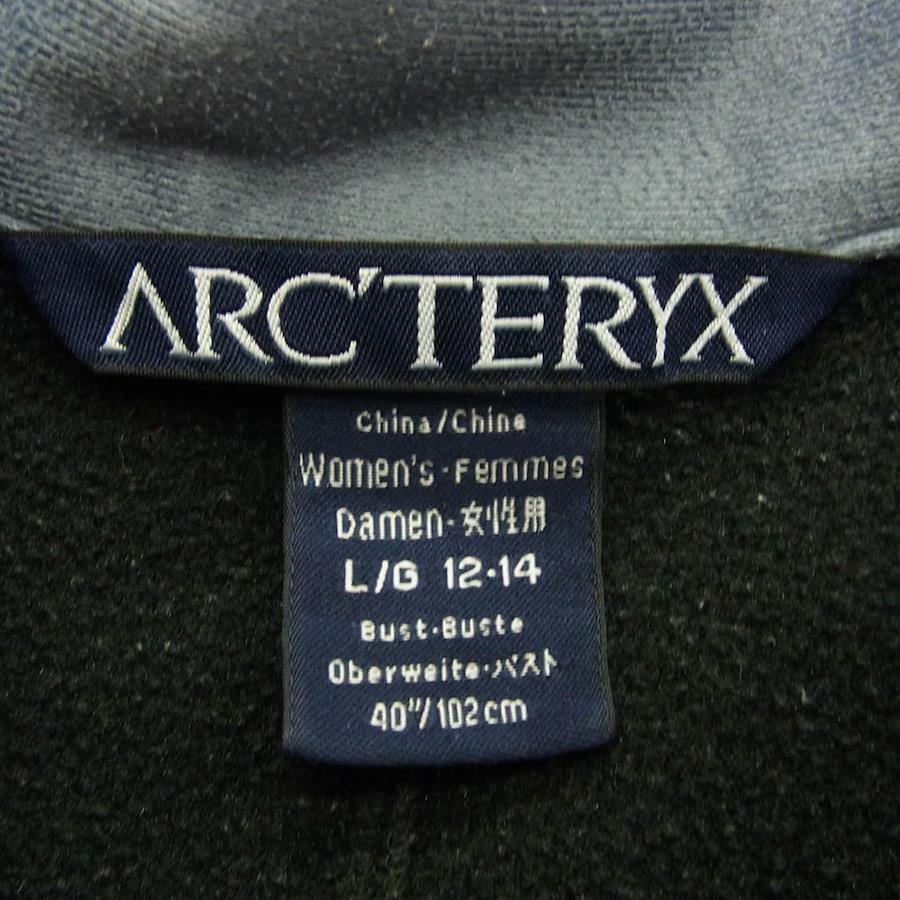 ARC'TERYX
China/Chine
Women's·Femmes
Damen·女性用
L/G 12·14
Bust·Buste
Oberweite·バスト
40"/102cm